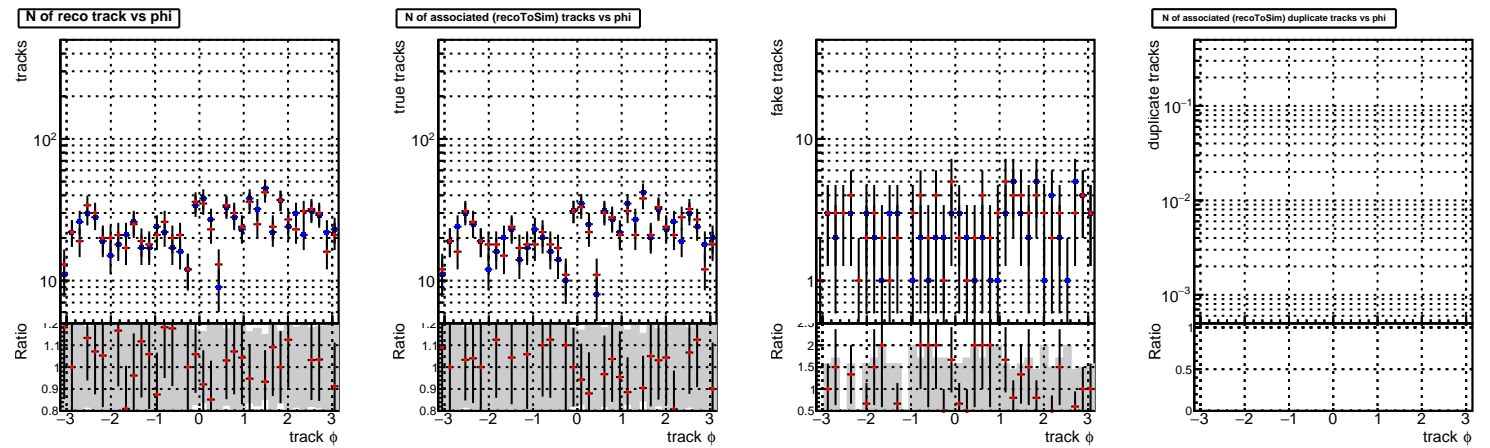 N of reco track vs phi
tracks
10²
10
Ratio
1.2
1.1
1
0.9
0.8
−3 −2 −1 0 1 2 3
track ϕ
N of associated (recoToSim) tracks vs phi
true tracks
10²
10
Ratio
1.2
1.1
1
0.9
0.8
−3 −2 −1 0 1 2 3
track ϕ
fake tracks
10
1
Ratio
2.5
2
1.5
1
0.5
−3 −2 −1 0 1 2 3
track ϕ
N of associated (recoToSim) duplicate tracks vs phi
duplicate tracks
10⁻¹
10⁻²
10⁻³
Ratio
1
0.5
0
−3 −2 −1 0 1 2 3
track ϕ